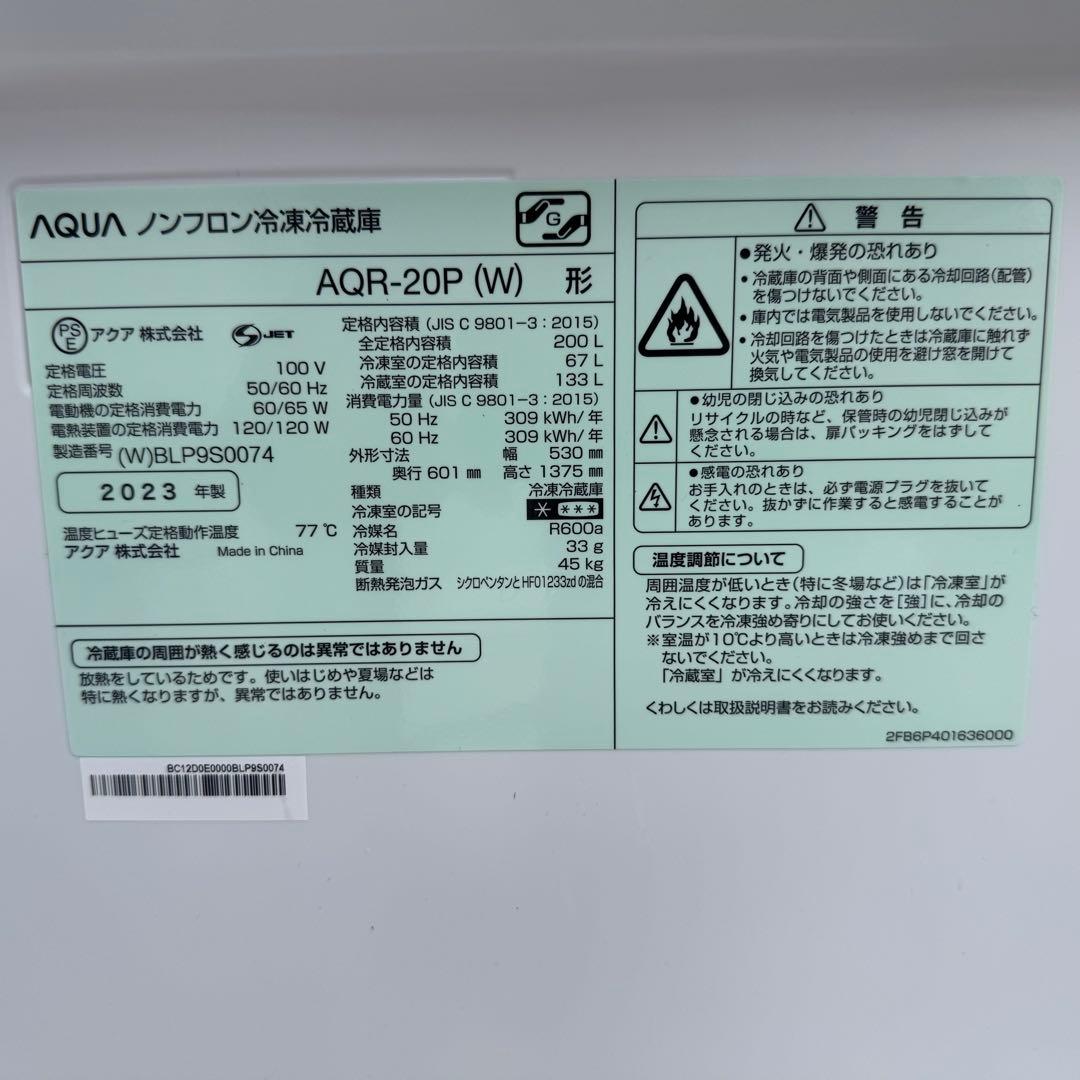 AQUA ノンフロン冷凍冷蔵庫
G
AQR-20P (W) 形
PS E アクア 株式会社 S JET
定格電圧 100 V
定格周波数 50/60 Hz
電動機の定格消費電力 60/65 W
電熱装置の定格消費電力 120/120 W
製造番号 (W)BLP9S0074
2023 年製
温度ヒューズ定格動作温度 77 ℃
アクア 株式会社 Made in China
定格内容積 (JIS C 9801-3：2015)
全定格内容積 200 L
冷凍室の定格内容積 67 L
冷蔵室の定格内容積 133 L
消費電力量 (JIS C 9801-3：2015)
50 Hz 309 kWh/年
60 Hz 309 kWh/年
外形寸法 幅 530 ㎜
奥行 601 ㎜ 高さ 1375 ㎜
種類 冷凍冷蔵庫
冷凍室の記号 * ***
冷媒名 R600a
冷媒封入量 33 g
質量 45 kg
断熱発泡ガス シクロペンタンとHFO1233zdの混合
冷蔵庫の周囲が熱く感じるのは異常ではありません
放熱をしているためです。使いはじめや夏場などは
特に熱くなりますが、異常ではありません。
警告
●発火・爆発の恐れあり
・冷蔵庫の背面や側面にある冷却回路(配管)
を傷つけないでください。
・庫内では電気製品を使用しないでください。
・冷却回路を傷つけたときは冷蔵庫に触れず
火気や電気製品の使用を避け窓を開けて
換気してください。
●幼児の閉じ込みの恐れあり
リサイクルの時など、保管時の幼児閉じ込みが
懸念される場合は、扉パッキングをはずして
ください。
●感電の恐れあり
お手入れのときは、必ず電源プラグを抜いて
ください。抜かずに作業すると感電することが
あります。
温度調節について
周囲温度が低いとき(特に冬場など)は「冷凍室」が
冷えにくくなります。冷却の強さを[強]に、冷却の
バランスを冷凍強め寄りにしてお使いください。
※室温が10℃より高いときは冷凍強めまで回さ
ないでください。
「冷蔵室」が冷えにくくなります。
くわしくは取扱説明書をお読みください。
2FB6P401636000
BC12D0E0000BLP9S0074